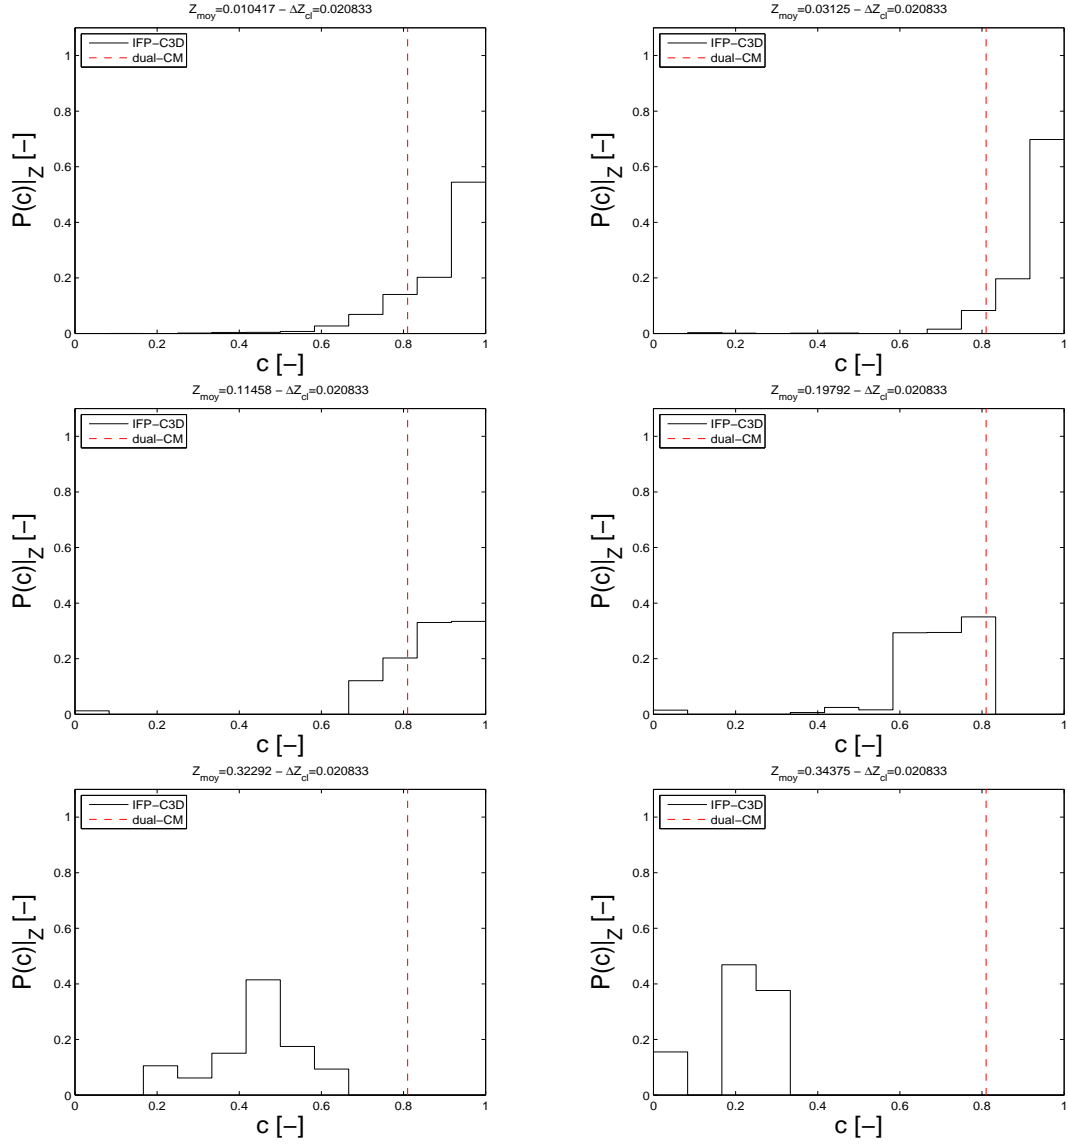 Z_moy=0.010417 − ΔZ_cl=0.020833
IFP−C3D
dual−CM
P(c)|_Z [−]
1
0.8
0.6
0.4
0.2
0
0 0.2 0.4 0.6 0.8 1
c [−]
Z_moy=0.03125 − ΔZ_cl=0.020833
IFP−C3D
dual−CM
P(c)|_Z [−]
1
0.8
0.6
0.4
0.2
0
0 0.2 0.4 0.6 0.8 1
c [−]
Z_moy=0.11458 − ΔZ_cl=0.020833
IFP−C3D
dual−CM
P(c)|_Z [−]
1
0.8
0.6
0.4
0.2
0
0 0.2 0.4 0.6 0.8 1
c [−]
Z_moy=0.19792 − ΔZ_cl=0.020833
IFP−C3D
dual−CM
P(c)|_Z [−]
1
0.8
0.6
0.4
0.2
0
0 0.2 0.4 0.6 0.8 1
c [−]
Z_moy=0.32292 − ΔZ_cl=0.020833
IFP−C3D
dual−CM
P(c)|_Z [−]
1
0.8
0.6
0.4
0.2
0
0 0.2 0.4 0.6 0.8 1
c [−]
Z_moy=0.34375 − ΔZ_cl=0.020833
IFP−C3D
dual−CM
P(c)|_Z [−]
1
0.8
0.6
0.4
0.2
0
0 0.2 0.4 0.6 0.8 1
c [−]